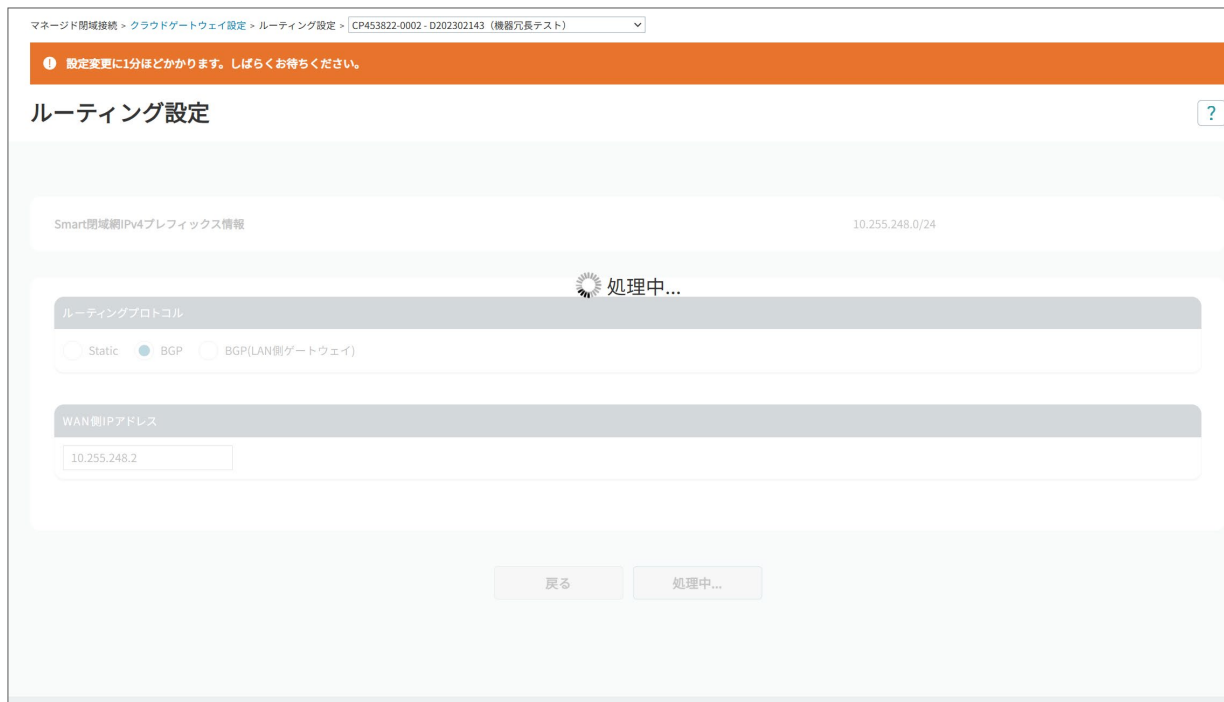 マネージド閉域接続 > クラウドゲートウェイ設定 > ルーティング設定 > CP453822-0002 - D202302143（機器冗長テスト）
設定変更に1分ほどかかります。しばらくお待ちください。
ルーティング設定
?
Smart閉域網IPv4プレフィックス情報 10.255.248.0/24
処理中...
ルーティングプロトコル
Static BGP BGP(LAN側ゲートウェイ)
WAN側IPアドレス
10.255.248.2
戻る 処理中...